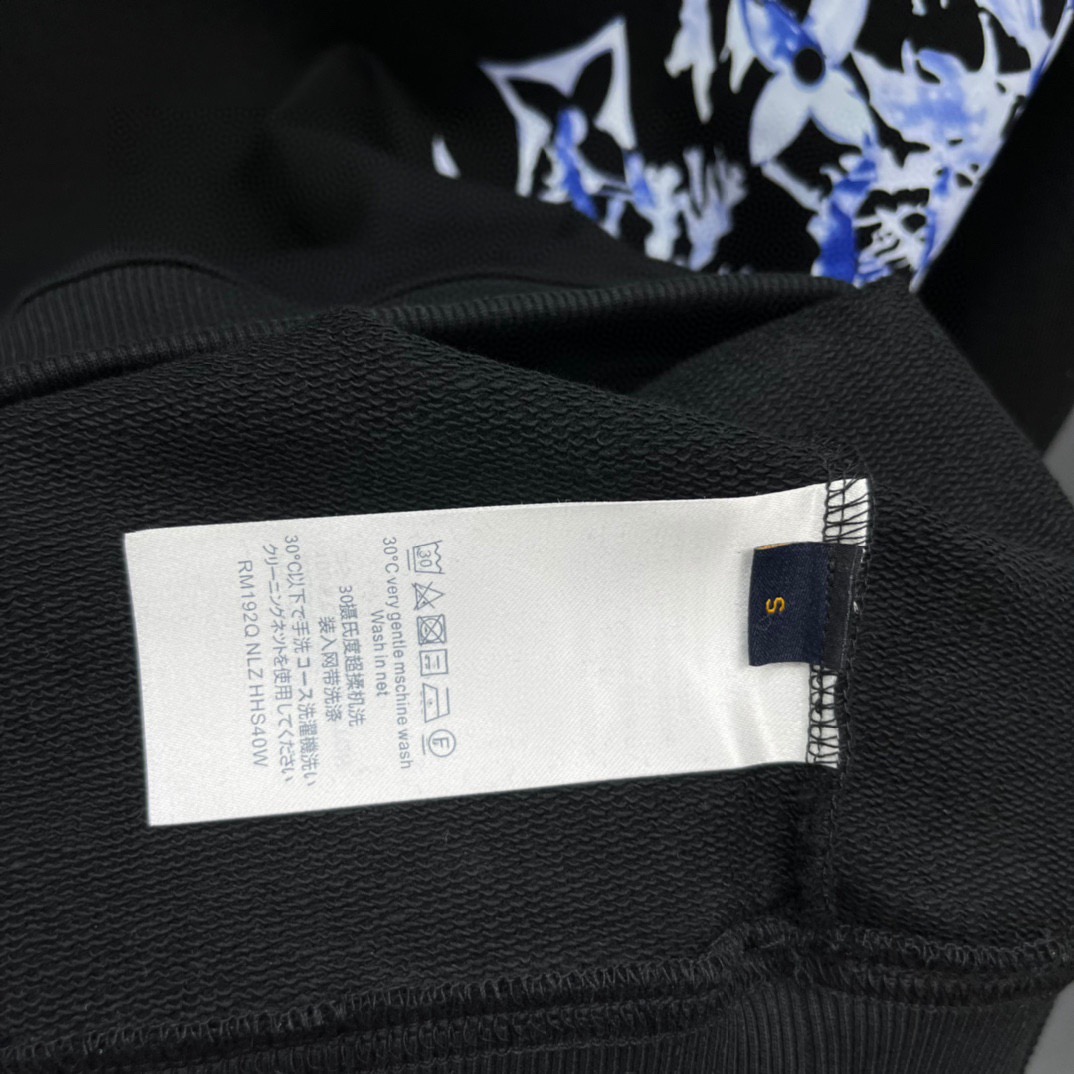 30
E
30°C very gentle mschine wash
Wash in net
30摄氏度超揉机洗
装入网带洗涤
30°C以下で手洗コース洗濯機洗い
クリーニングネットを使用してください
RM192Q NLZ HHS40W
S